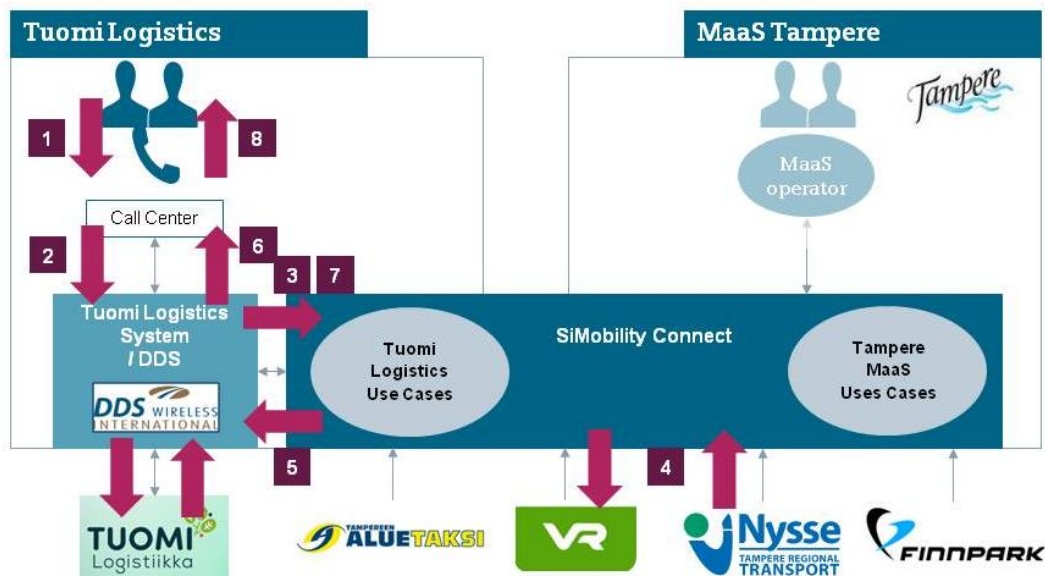 Tuomi Logistics
MaaS Tampere
Tampere
1
8
MaaS
operator
Call Center
2
6
3
7
Tuomi Logistics
System
/ DDS
SiMobility Connect
Tuomi
Logistics
Use Cases
Tampere
MaaS
Uses Cases
DDS WIRELESS
INTERNATIONAL
5
4
TUOMI
Logistiikka
TAMPEREEN
ALUETAKSI
VR
Nysse
TAMPERE REGIONAL
TRANSPORT
FINNPARK